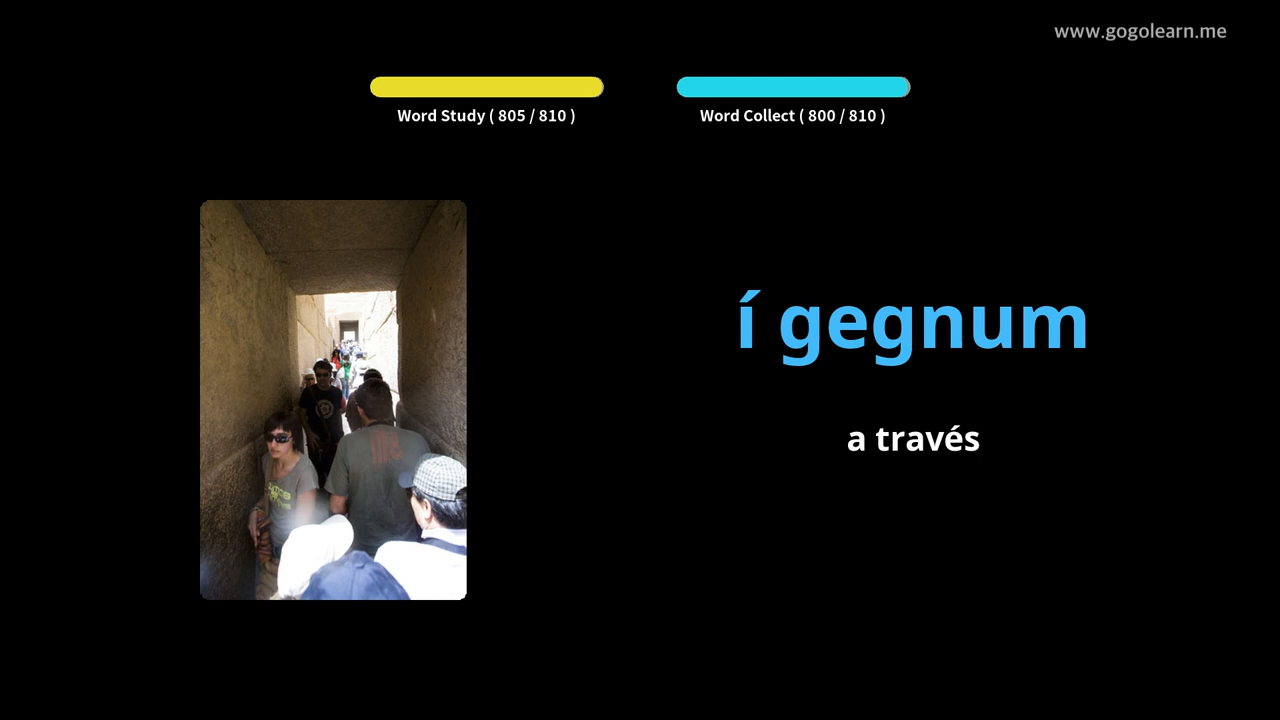 www.gogolearn.me
Word Study ( 805 / 810 )
Word Collect ( 800 / 810 )
í gegnum
a través